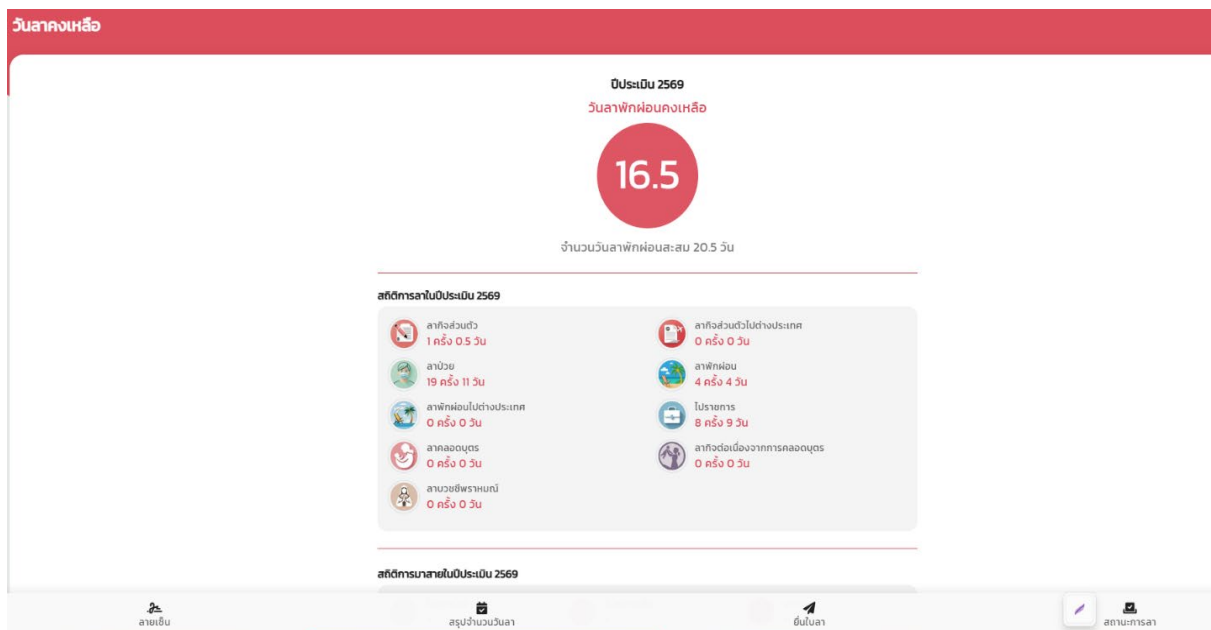 วันลาคงเหลือ
ปีประเมิน 2569
วันลาพักผ่อนคงเหลือ
16.5
จำนวนวันลาพักผ่อนสะสม 20.5 วัน
สถิติการลาในปีประเมิน 2569
ลากิจส่วนตัว
1 ครั้ง 0.5 วัน
ลากิจส่วนตัวไปต่างประเทศ
0 ครั้ง 0 วัน
ลาป่วย
19 ครั้ง 11 วัน
ลาพักผ่อน
4 ครั้ง 4 วัน
ลาพักผ่อนไปต่างประเทศ
0 ครั้ง 0 วัน
ไปราชการ
8 ครั้ง 9 วัน
ลาคลอดบุตร
0 ครั้ง 0 วัน
ลากิจต่อเนื่องจากการคลอดบุตร
0 ครั้ง 0 วัน
ลาบวชชีพราหมณ์
0 ครั้ง 0 วัน
สถิติการมาสายในปีประเมิน 2569
ลายเซ็น
สรุปจำนวนวันลา
ยื่นใบลา
สถานะการลา